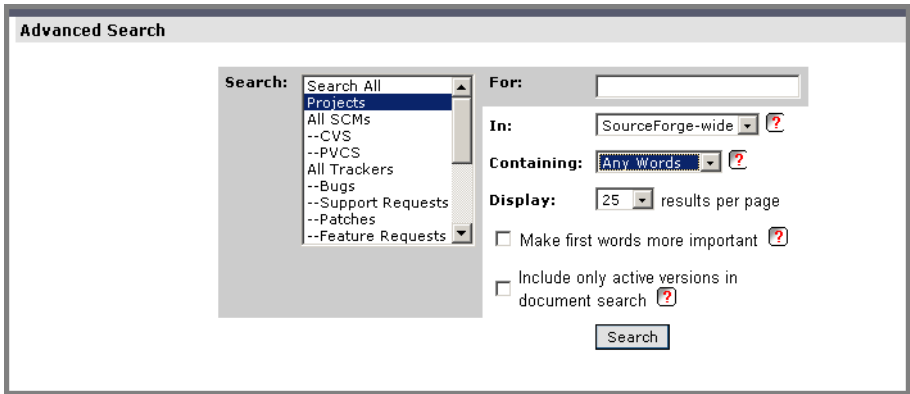 Advanced Search
Search:
Search All
Projects
All SCMs
--CVS
--PVCS
All Trackers
--Bugs
--Support Requests
--Patches
--Feature Requests
For:
In: SourceForge-wide ?
Containing: Any Words ?
Display: 25 results per page
Make first words more important ?
Include only active versions in
document search ?
Search